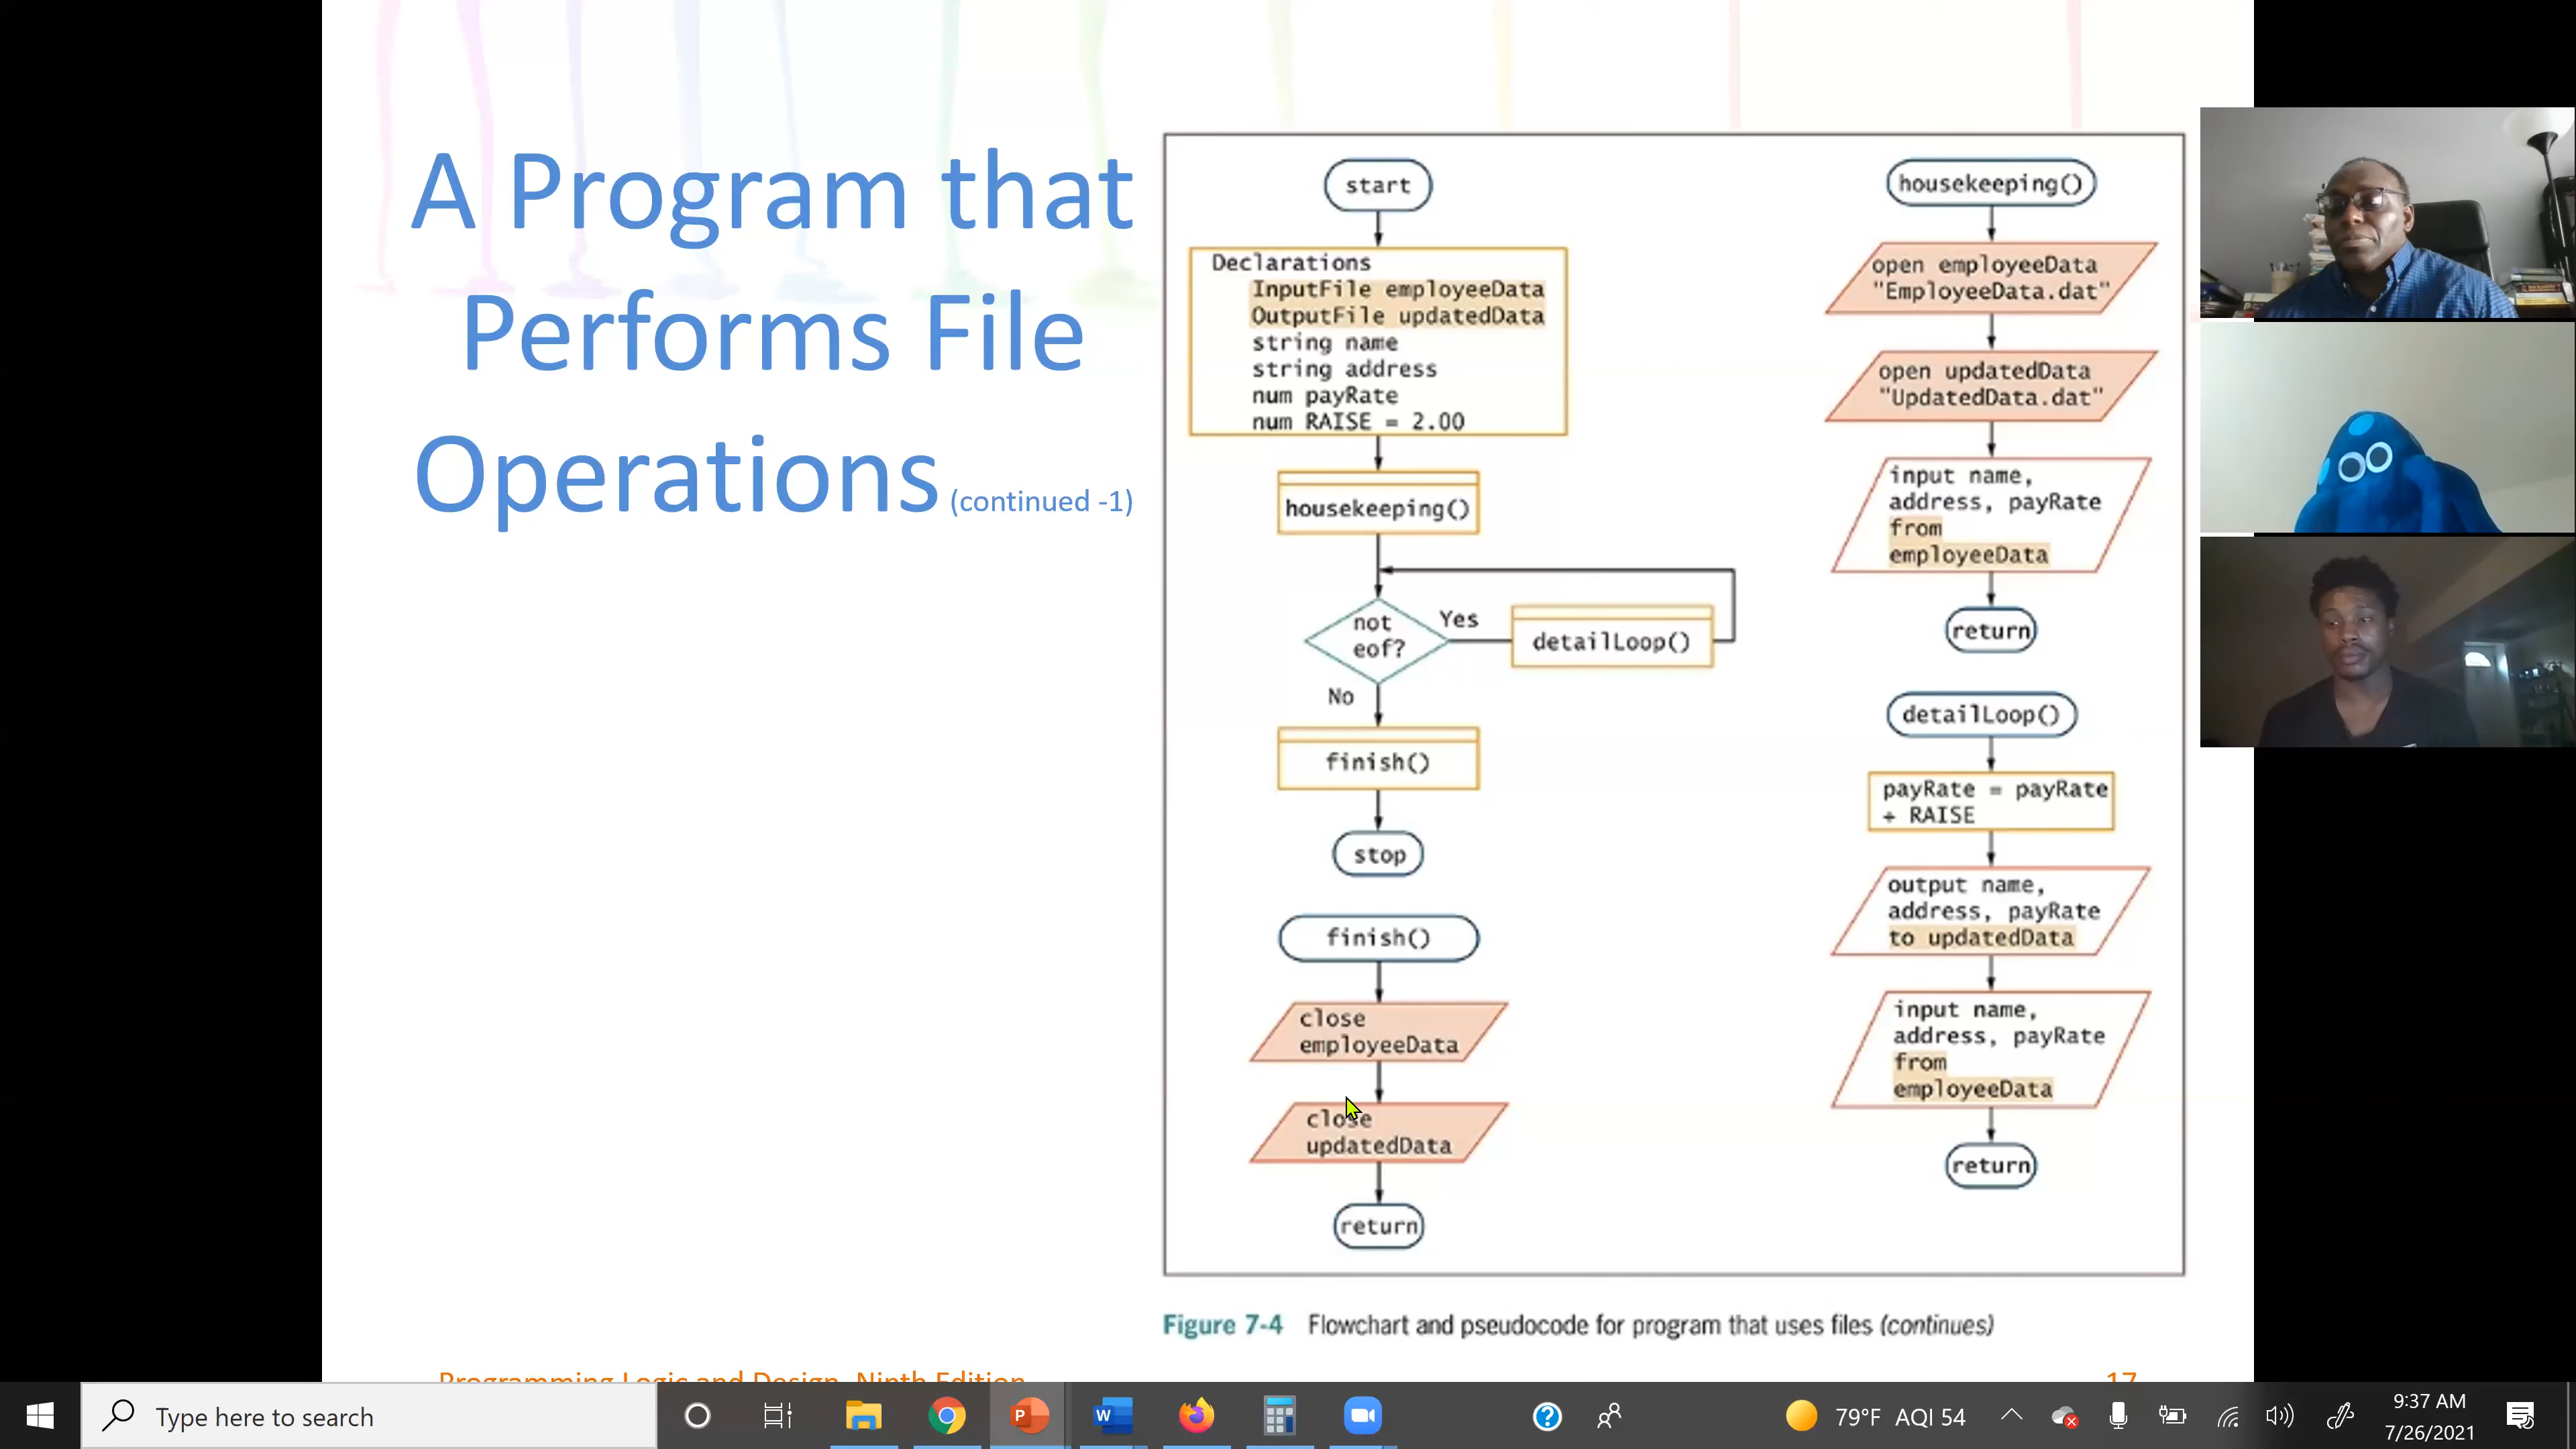 A Program that
Performs File
Operations (continued -1)
start
Declarations
InputFile employeeData
OutputFile updatedData
string name
string address
num payRate
num RAISE = 2.00
housekeeping()
not
eof?
Yes
detailLoop()
No
finish()
stop
finish()
close
employeeData
close
updatedData
return
housekeeping()
open employeeData
"EmployeeData.dat"
open updatedData
"UpdatedData.dat"
input name,
address, payRate
from
employeeData
return
detailLoop()
payRate = payRate
+ RAISE
output name,
address, payRate
to updatedData
input name,
address, payRate
from
employeeData
return
Figure 7-4 Flowchart and pseudocode for program that uses files (continues)
Programming Logic and Design, Ninth Edition
17
Type here to search
79°F AQI 54
9:37 AM
7/26/2021